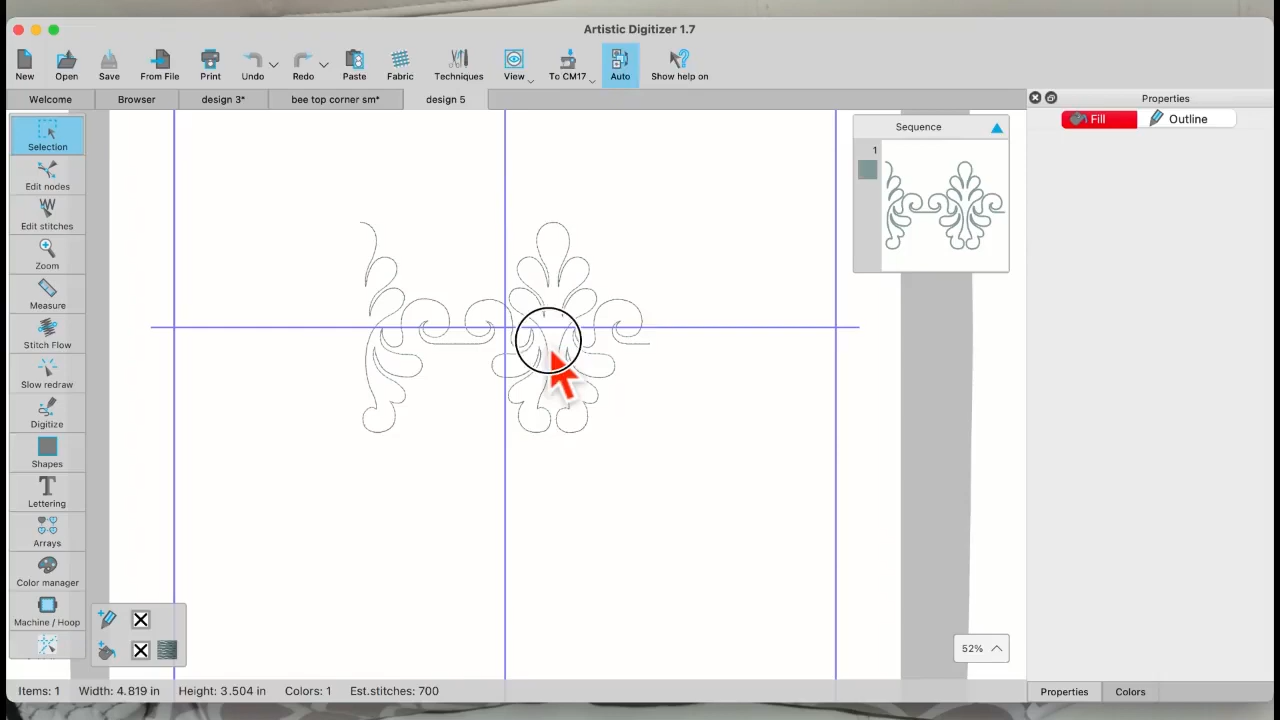 Artistic Digitizer 1.7
New Open Save From File Print Undo Redo Paste Fabric Techniques View To CM17 Auto Show help on
Welcome Browser design 3* bee top corner sm* design 5
Properties
Fill Outline
Sequence
1
Selection
Edit nodes
Edit stitches
Zoom
Measure
Stitch Flow
Slow redraw
Digitize
Shapes
Lettering
Arrays
Color manager
Machine / Hoop
52%
Items: 1 Width: 4.819 in Height: 3.504 in Colors: 1 Est.stitches: 700
Properties Colors